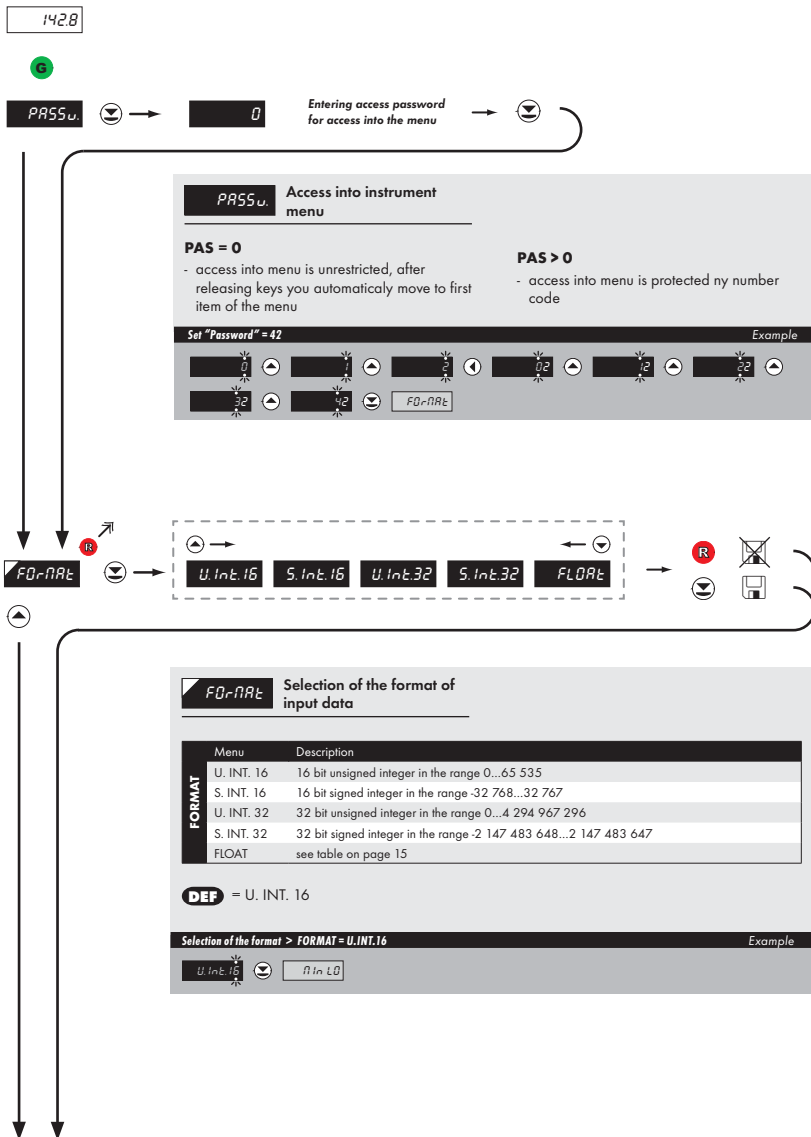 142.8
G
PASSw. 0 Entering access password
for access into the menu
PASSw. Access into instrument
menu
PAS = 0
- access into menu is unrestricted, after
releasing keys you automaticaly move to first
item of the menu
PAS > 0
- access into menu is protected ny number
code
Set "Password" = 42 Example
0 1 2 02 12 22
32 42 FOrMAt
R
FOrMAt U.Int.16 S.Int.16 U.Int.32 S.Int.32 FLOAt R
FOrMAt Selection of the format of
input data
FORMAT
Menu Description
U. INT. 16 16 bit unsigned integer in the range 0...65 535
S. INT. 16 16 bit signed integer in the range -32 768...32 767
U. INT. 32 32 bit unsigned integer in the range 0...4 294 967 296
S. INT. 32 32 bit signed integer in the range -2 147 483 648...2 147 483 647
FLOAT see table on page 15
DEF = U. INT. 16
Selection of the format > FORMAT = U.INT.16 Example
U.Int.16 MIn LO